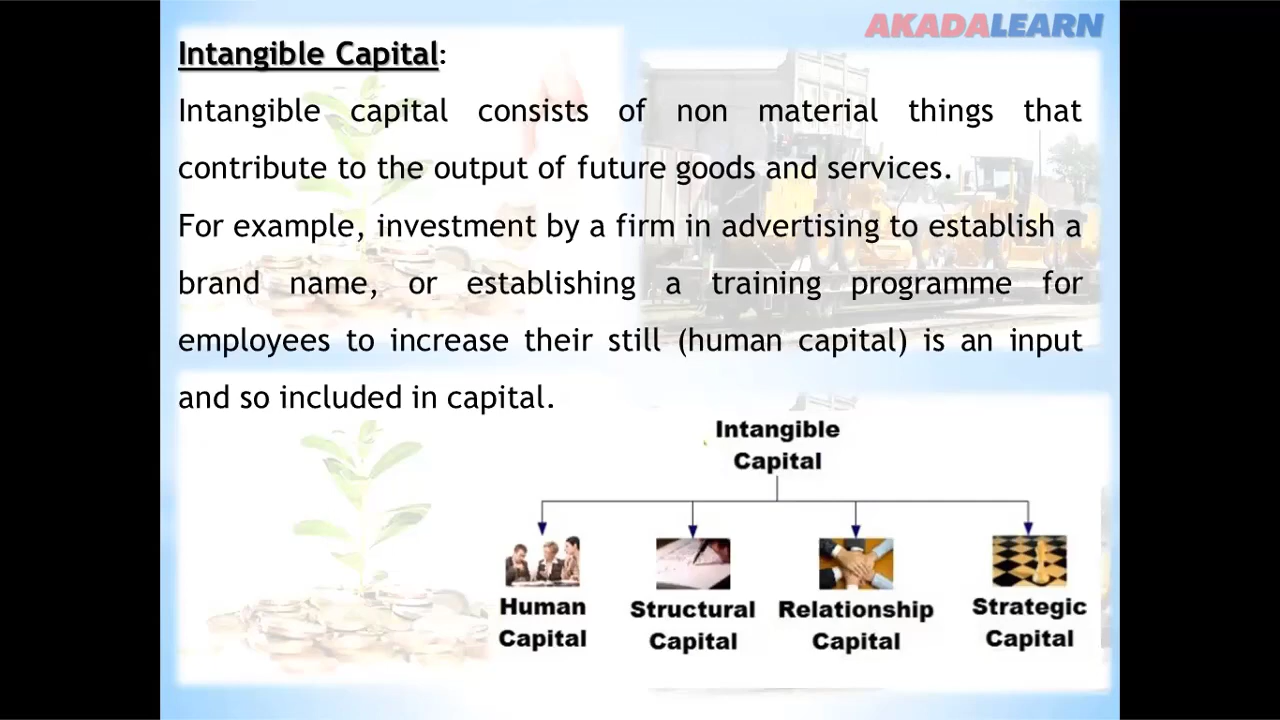 AKADALEARN
Intangible Capital:
Intangible capital consists of non material things that
contribute to the output of future goods and services.
For example, investment by a firm in advertising to establish a
brand name, or establishing a training programme for
employees to increase their still (human capital) is an input
and so included in capital.
Intangible
Capital
Human
Capital
Structural
Capital
Relationship
Capital
Strategic
Capital